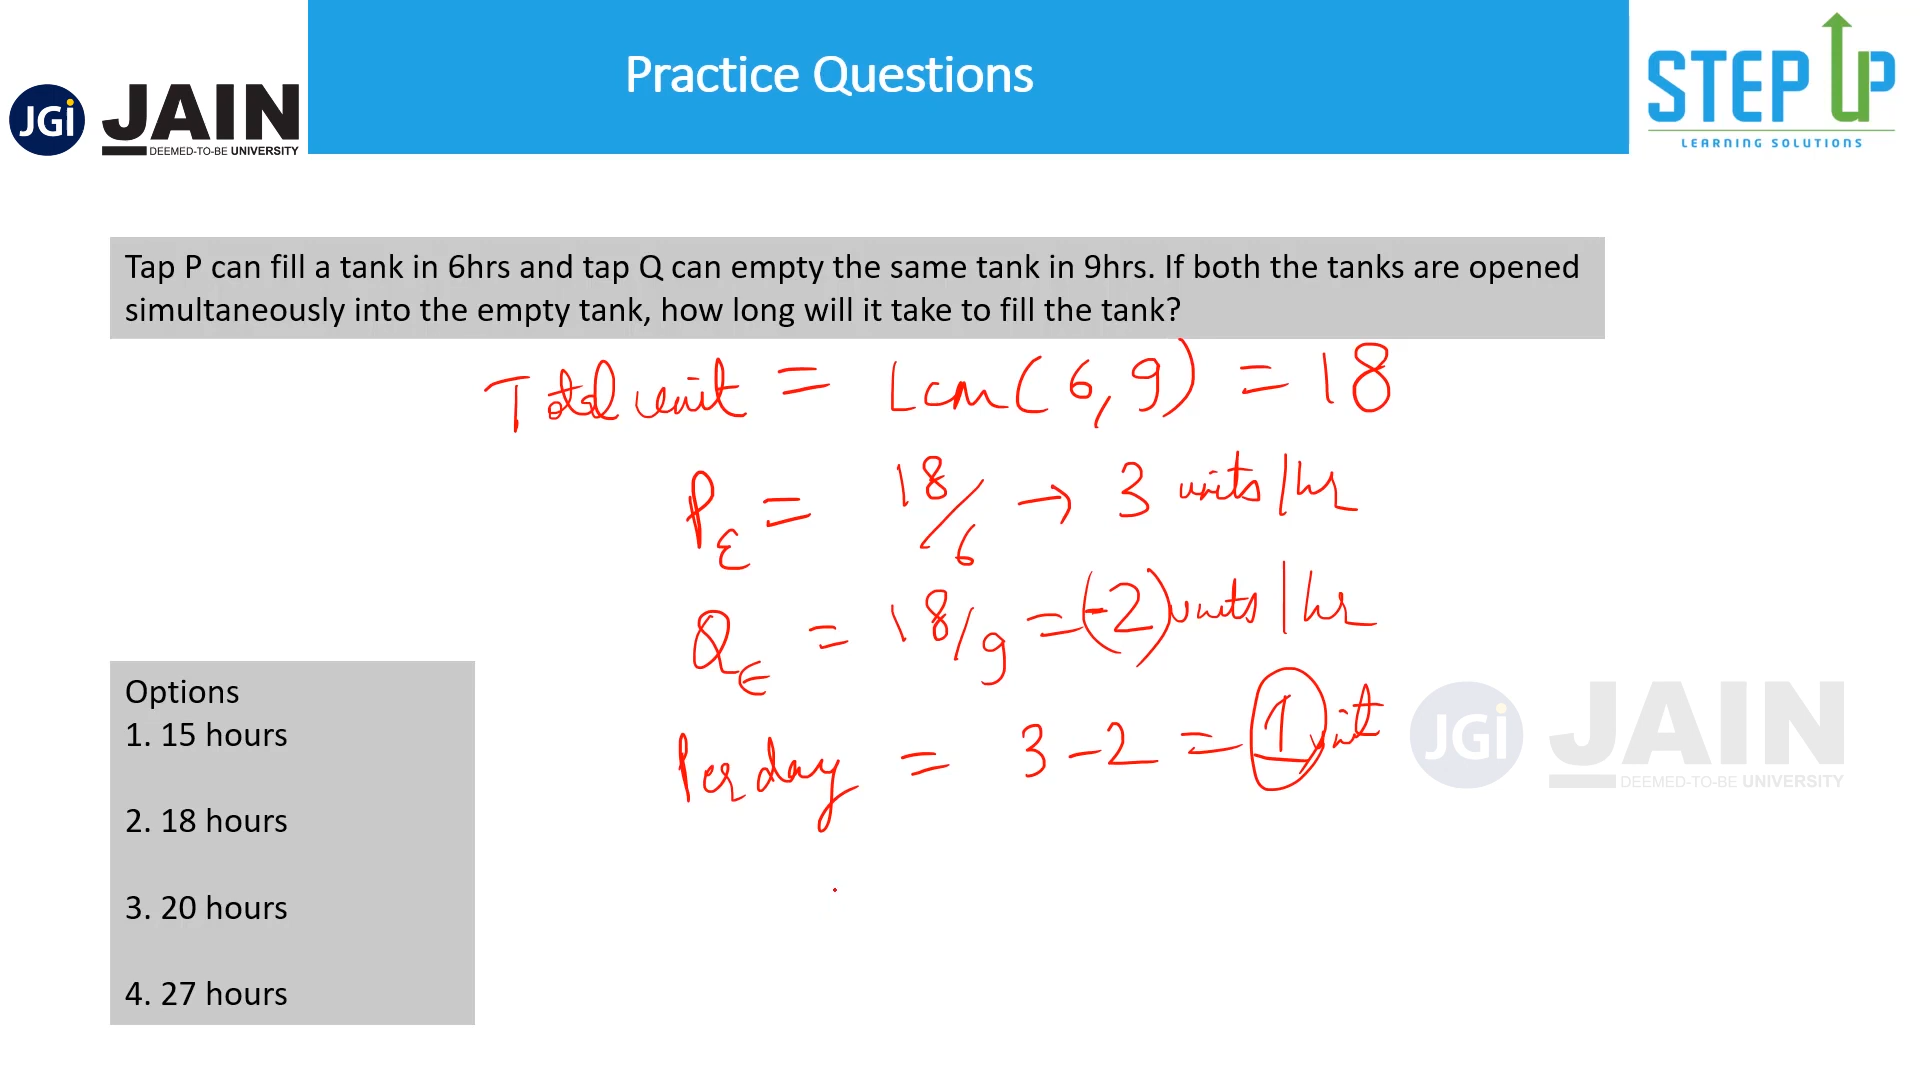 Practice Questions
JGi JAIN
DEEMED-TO-BE UNIVERSITY
STEP UP
LEARNING SOLUTIONS
Tap P can fill a tank in 6hrs and tap Q can empty the same tank in 9hrs. If both the tanks are opened
simultaneously into the empty tank, how long will it take to fill the tank?
Total unit = Lcm (6,9) = 18
P_E = 18/6 → 3 units/hr
Q_E = 18/9 = (-2) units/hr
Per day = 3 - 2 = 1 unit
Options
1. 15 hours
2. 18 hours
3. 20 hours
4. 27 hours
JGi JAIN
DEEMED-TO-BE UNIVERSITY